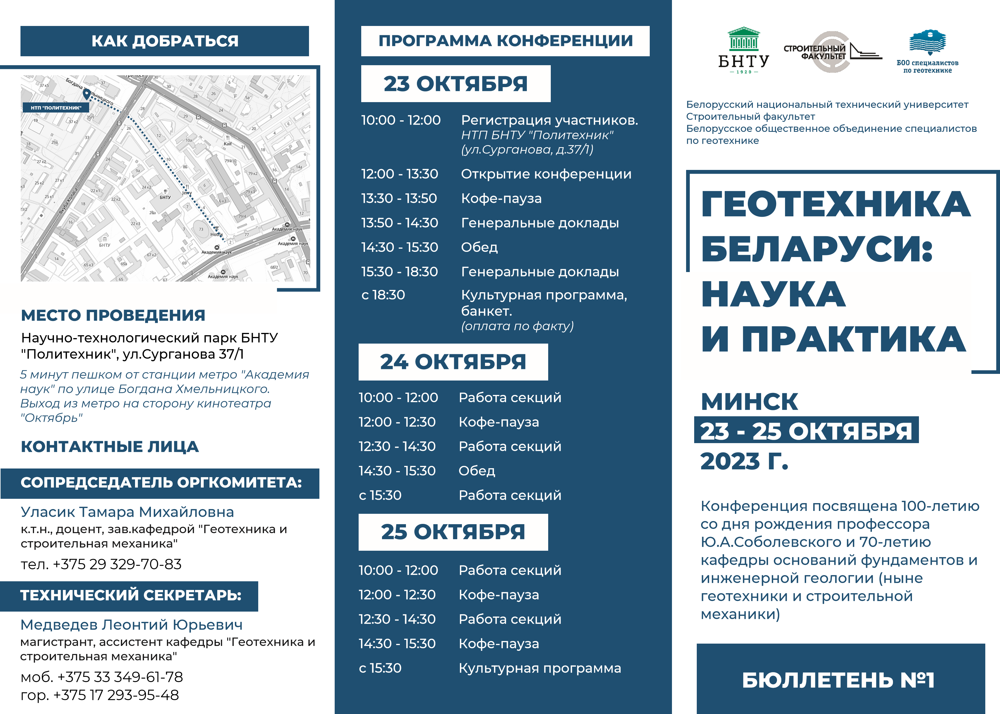 КАК ДОБРАТЬСЯ
Богдана Хмельницкого
НТП "ПОЛИТЕХНИК"
Якуба Коласа
Kaif
Jerry
БНТУ
БНТУ
Академия наук
Академия наук
Академия наук
Академия наук
МЕСТО ПРОВЕДЕНИЯ
Научно-технологический парк БНТУ
"Политехник", ул.Сурганова 37/1
5 минут пешком от станции метро "Академия
наук" по улице Богдана Хмельницкого.
Выход из метро на сторону кинотеатра
"Октябрь"
КОНТАКТНЫЕ ЛИЦА
СОПРЕДСЕДАТЕЛЬ ОРГКОМИТЕТА:
Уласик Тамара Михайловна
к.т.н., доцент, зав.кафедрой "Геотехника и
строительная механика"
тел. +375 29 329-70-83
ТЕХНИЧЕСКИЙ СЕКРЕТАРЬ:
Медведев Леонтий Юрьевич
магистрант, ассистент кафедры "Геотехника и
строительная механика"
моб. +375 33 349-61-78
гор. +375 17 293-95-48
ПРОГРАММА КОНФЕРЕНЦИИ
23 ОКТЯБРЯ
10:00 - 12:00 Регистрация участников.
НТП БНТУ "Политехник"
(ул.Сурганова, д.37/1)
12:00 - 13:30 Открытие конференции
13:30 - 13:50 Кофе-пауза
13:50 - 14:30 Генеральные доклады
14:30 - 15:30 Обед
15:30 - 18:30 Генеральные доклады
с 18:30 Культурная программа,
банкет.
(оплата по факту)
24 ОКТЯБРЯ
10:00 - 12:00 Работа секций
12:00 - 12:30 Кофе-пауза
12:30 - 14:30 Работа секций
14:30 - 15:30 Обед
с 15:30 Работа секций
25 ОКТЯБРЯ
10:00 - 12:00 Работа секций
12:00 - 12:30 Кофе-пауза
12:30 - 14:30 Работа секций
14:30 - 15:30 Кофе-пауза
с 15:30 Культурная программа
БНТУ
1920
СТРОИТЕЛЬНЫЙ
ФАКУЛЬТЕТ
БОО специалистов
по геотехнике
Белорусский национальный технический университет
Строительный факультет
Белорусское общественное объединение специалистов
по геотехнике
ГЕОТЕХНИКА
БЕЛАРУСИ:
НАУКА
И ПРАКТИКА
МИНСК
23 - 25 ОКТЯБРЯ
2023 Г.
Конференция посвящена 100-летию
со дня рождения профессора
Ю.А.Соболевского и 70-летию
кафедры оснований фундаментов и
инженерной геологии (ныне
геотехники и строительной
механики)
БЮЛЛЕТЕНЬ №1